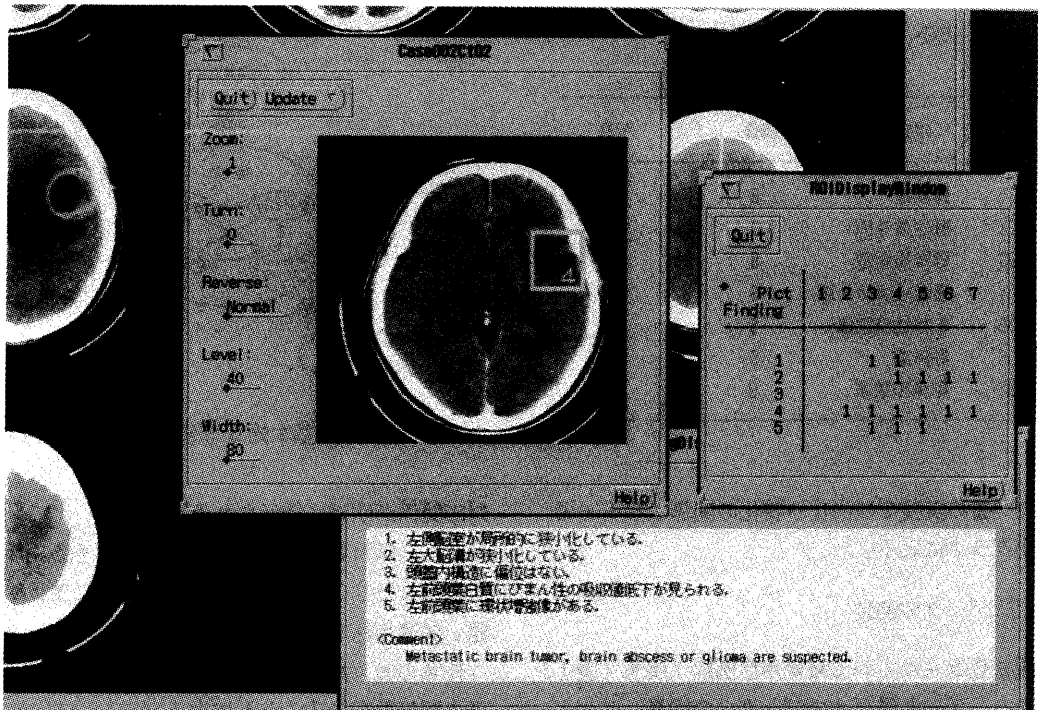 Case002Ct02
Quit Update
Zoom:
1
Turn:
0
Reverse:
Normal
Level:
40
Width:
80
Help
4
ROIDisplayWindow
Quit
Pict 1 2 3 4 5 6 7
Finding
1 1 1
2 1 1 1 1
3
4 1 1 1 1 1 1
5 1 1 1
Help
1. 左側脳室が局所的に狭小化している.
2. 左大脳溝が狭小化している.
3. 頭蓋内構造に偏位はない.
4. 左前頭葉白質にびまん性の吸収値低下が見られる.
5. 左前頭葉に環状増強像がある.
<Comment>
Metastatic brain tumor, brain abscess or glioma are suspected.